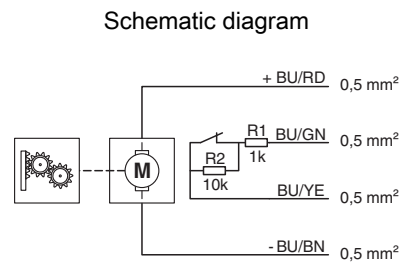 Schematic diagram
+ BU/RD 0,5 mm²
R1 BU/GN 0,5 mm²
1k
R2
10k
M
BU/YE 0,5 mm²
- BU/BN 0,5 mm²